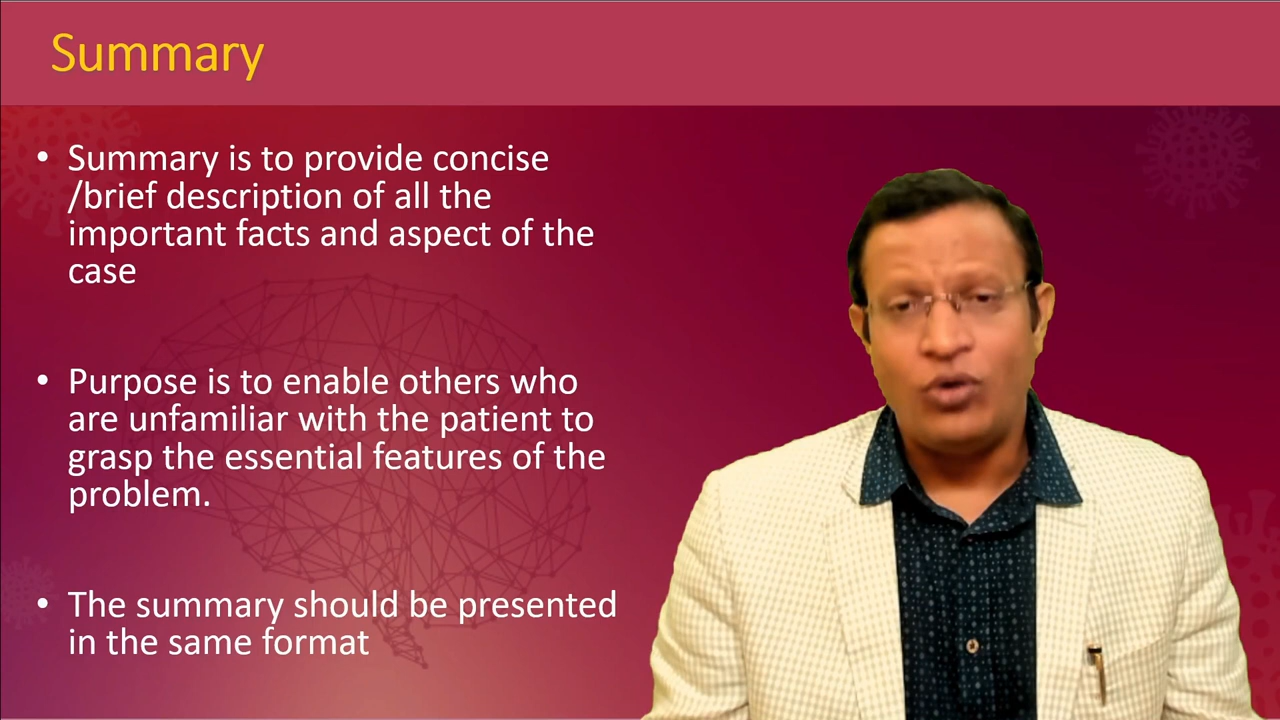 Summary
• Summary is to provide concise
/brief description of all the
important facts and aspect of the
case
• Purpose is to enable others who
are unfamiliar with the patient to
grasp the essential features of the
problem.
• The summary should be presented
in the same format